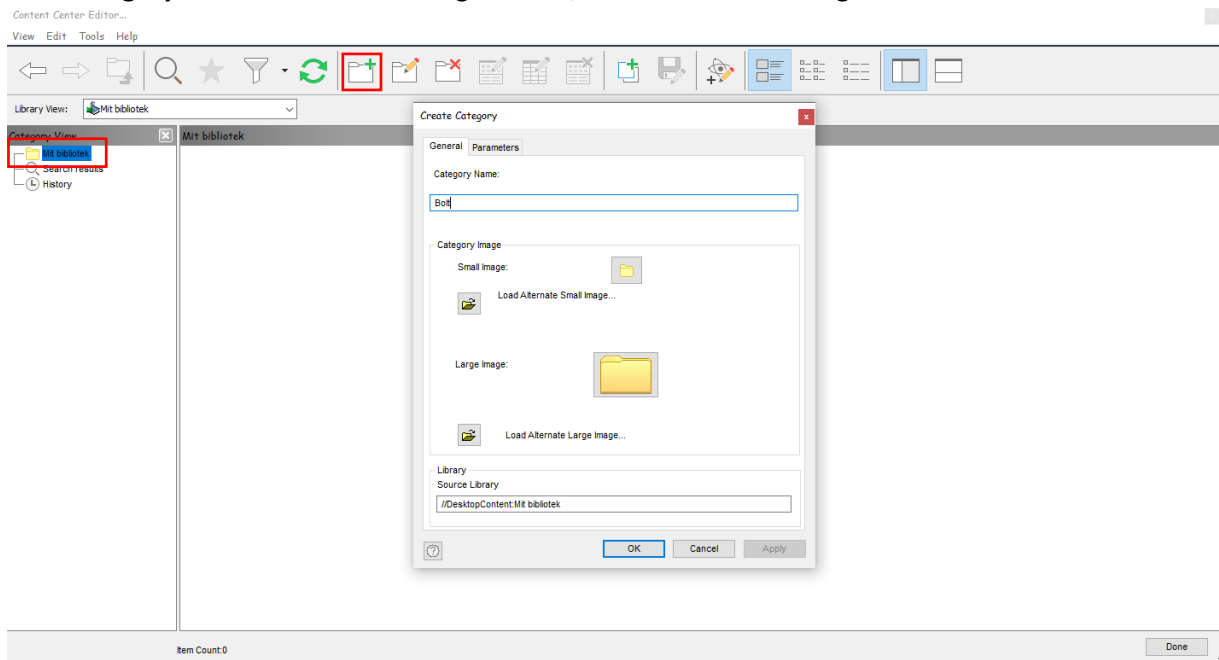 Content Center Editor...
View Edit Tools Help
Library View: Mit bibliotek
Category View
Mit bibliotek
Search results
History
Mit bibliotek
Create Category
General Parameters
Category Name:
Bolt
Category Image
Small Image:
Load Alternate Small Image...
Large Image:
Load Alternate Large Image...
Library
Source Library
//DesktopContent:Mit bibliotek
OK Cancel Apply
Item Count:0
Done